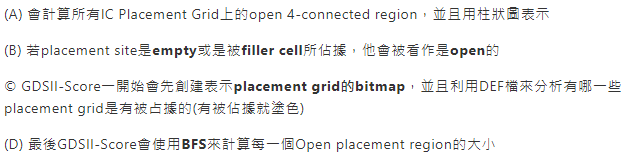 (A) 會計算所有IC Placement Grid上的open 4-connected region，並且用柱狀圖表示
(B) 若placement site是empty或是被filler cell所佔據，他會被看作是open的
© GDSII-Score一開始會先創建表示placement grid的bitmap，並且利用DEF檔來分析有哪一些
placement grid是有被占據的(有被佔據就塗色)
(D) 最後GDSII-Score會使用BFS來計算每一個Open placement region的大小